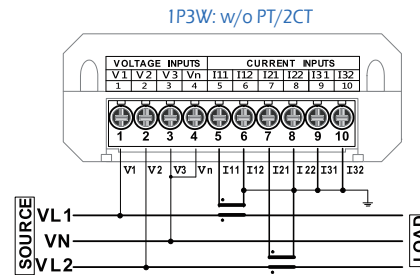 1P3W: w/o PT/2CT
VOLTAGE INPUTS CURRENT INPUTS
V1 V2 V3 Vn I11 I12 I21 I22 I31 I32
1 2 3 4 5 6 7 8 9 10
1 2 3 4 5 6 7 8 9 10
V1 V2 V3 Vn I11 I12 I21 I22 I31 I32
SOURCE
VL1
VN
VL2
LOAD